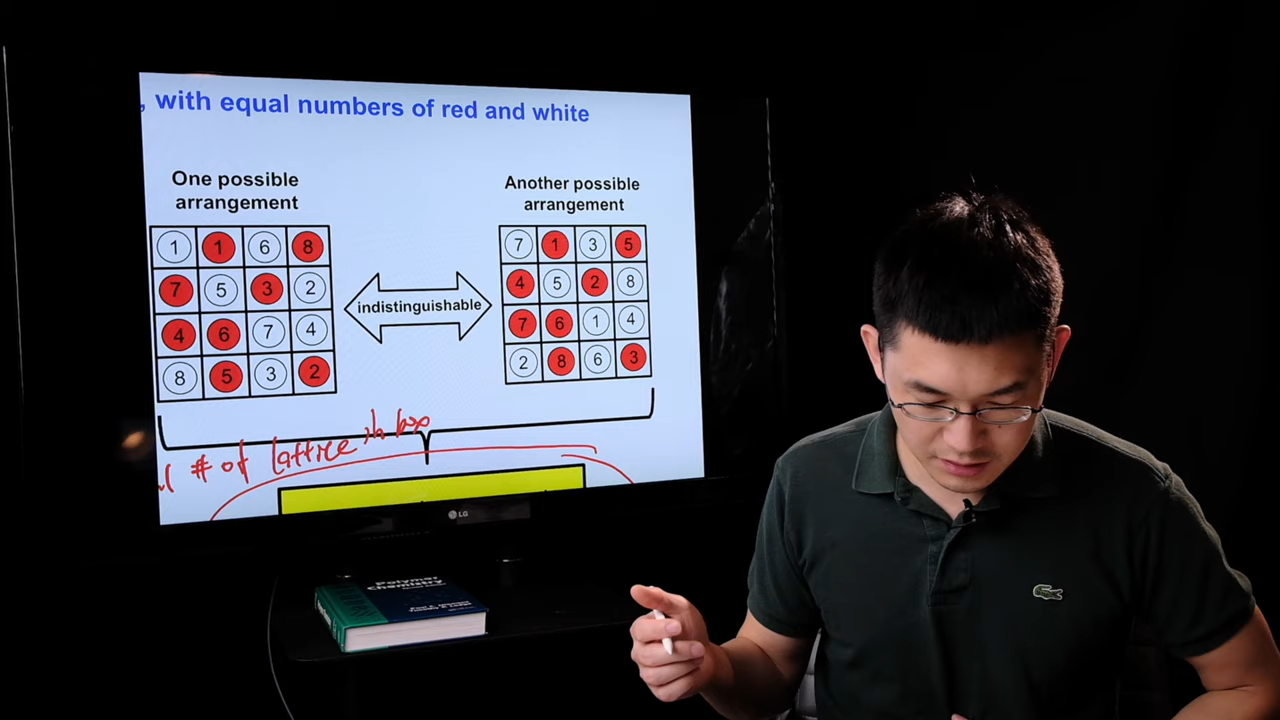 , with equal numbers of red and white
One possible
arrangement
Another possible
arrangement
1 1 6 8
7 5 3 2
4 6 7 4
8 5 3 2
indistinguishable
7 1 3 5
4 5 2 8
7 6 1 4
2 8 6 3
# of lattice in box
LG
Polymer
Chemistry